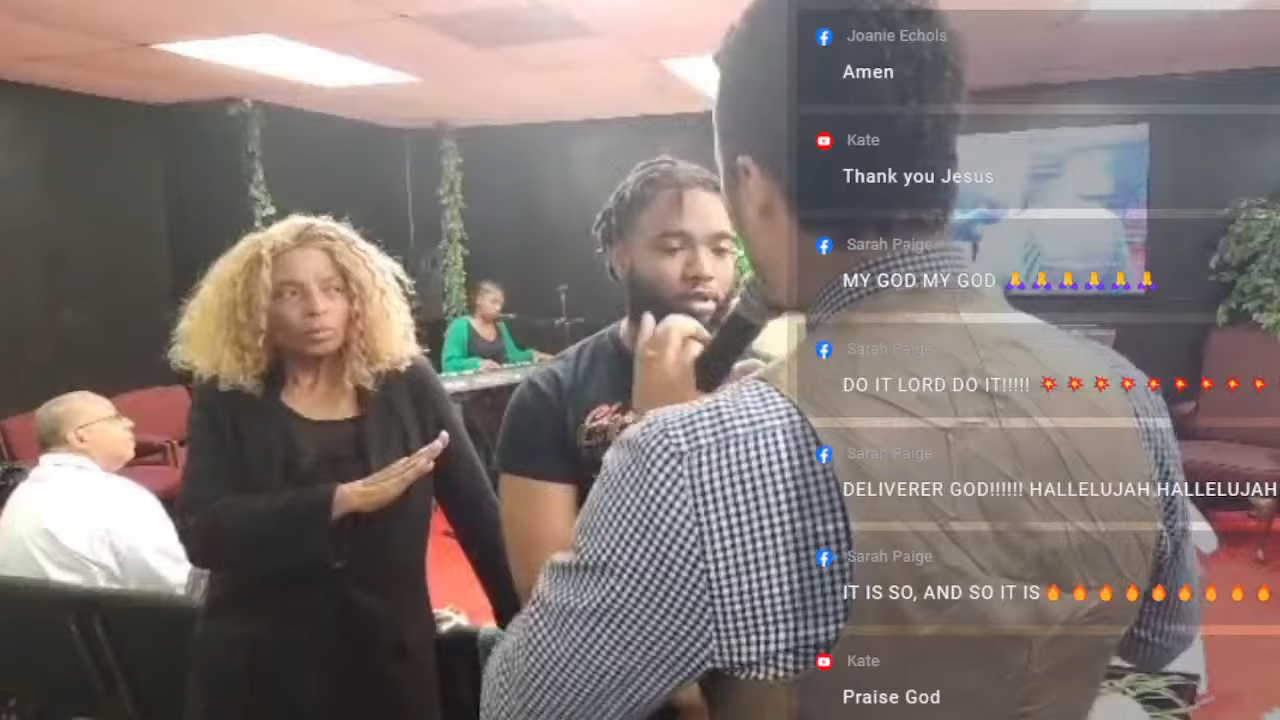 Joanie Echols
Amen
Kate
Thank you Jesus
Sarah Paige
MY GOD MY GOD 🙏🙏🙏🙏🙏🙏
Sarah Paige
DO IT LORD DO IT!!!!! 💥💥💥💥💥💥💥💥💥
Sarah Paige
DELIVERER GOD!!!!!! HALLELUJAH HALLELUJAH
Sarah Paige
IT IS SO, AND SO IT IS🔥🔥🔥🔥🔥🔥🔥🔥🔥
Kate
Praise God